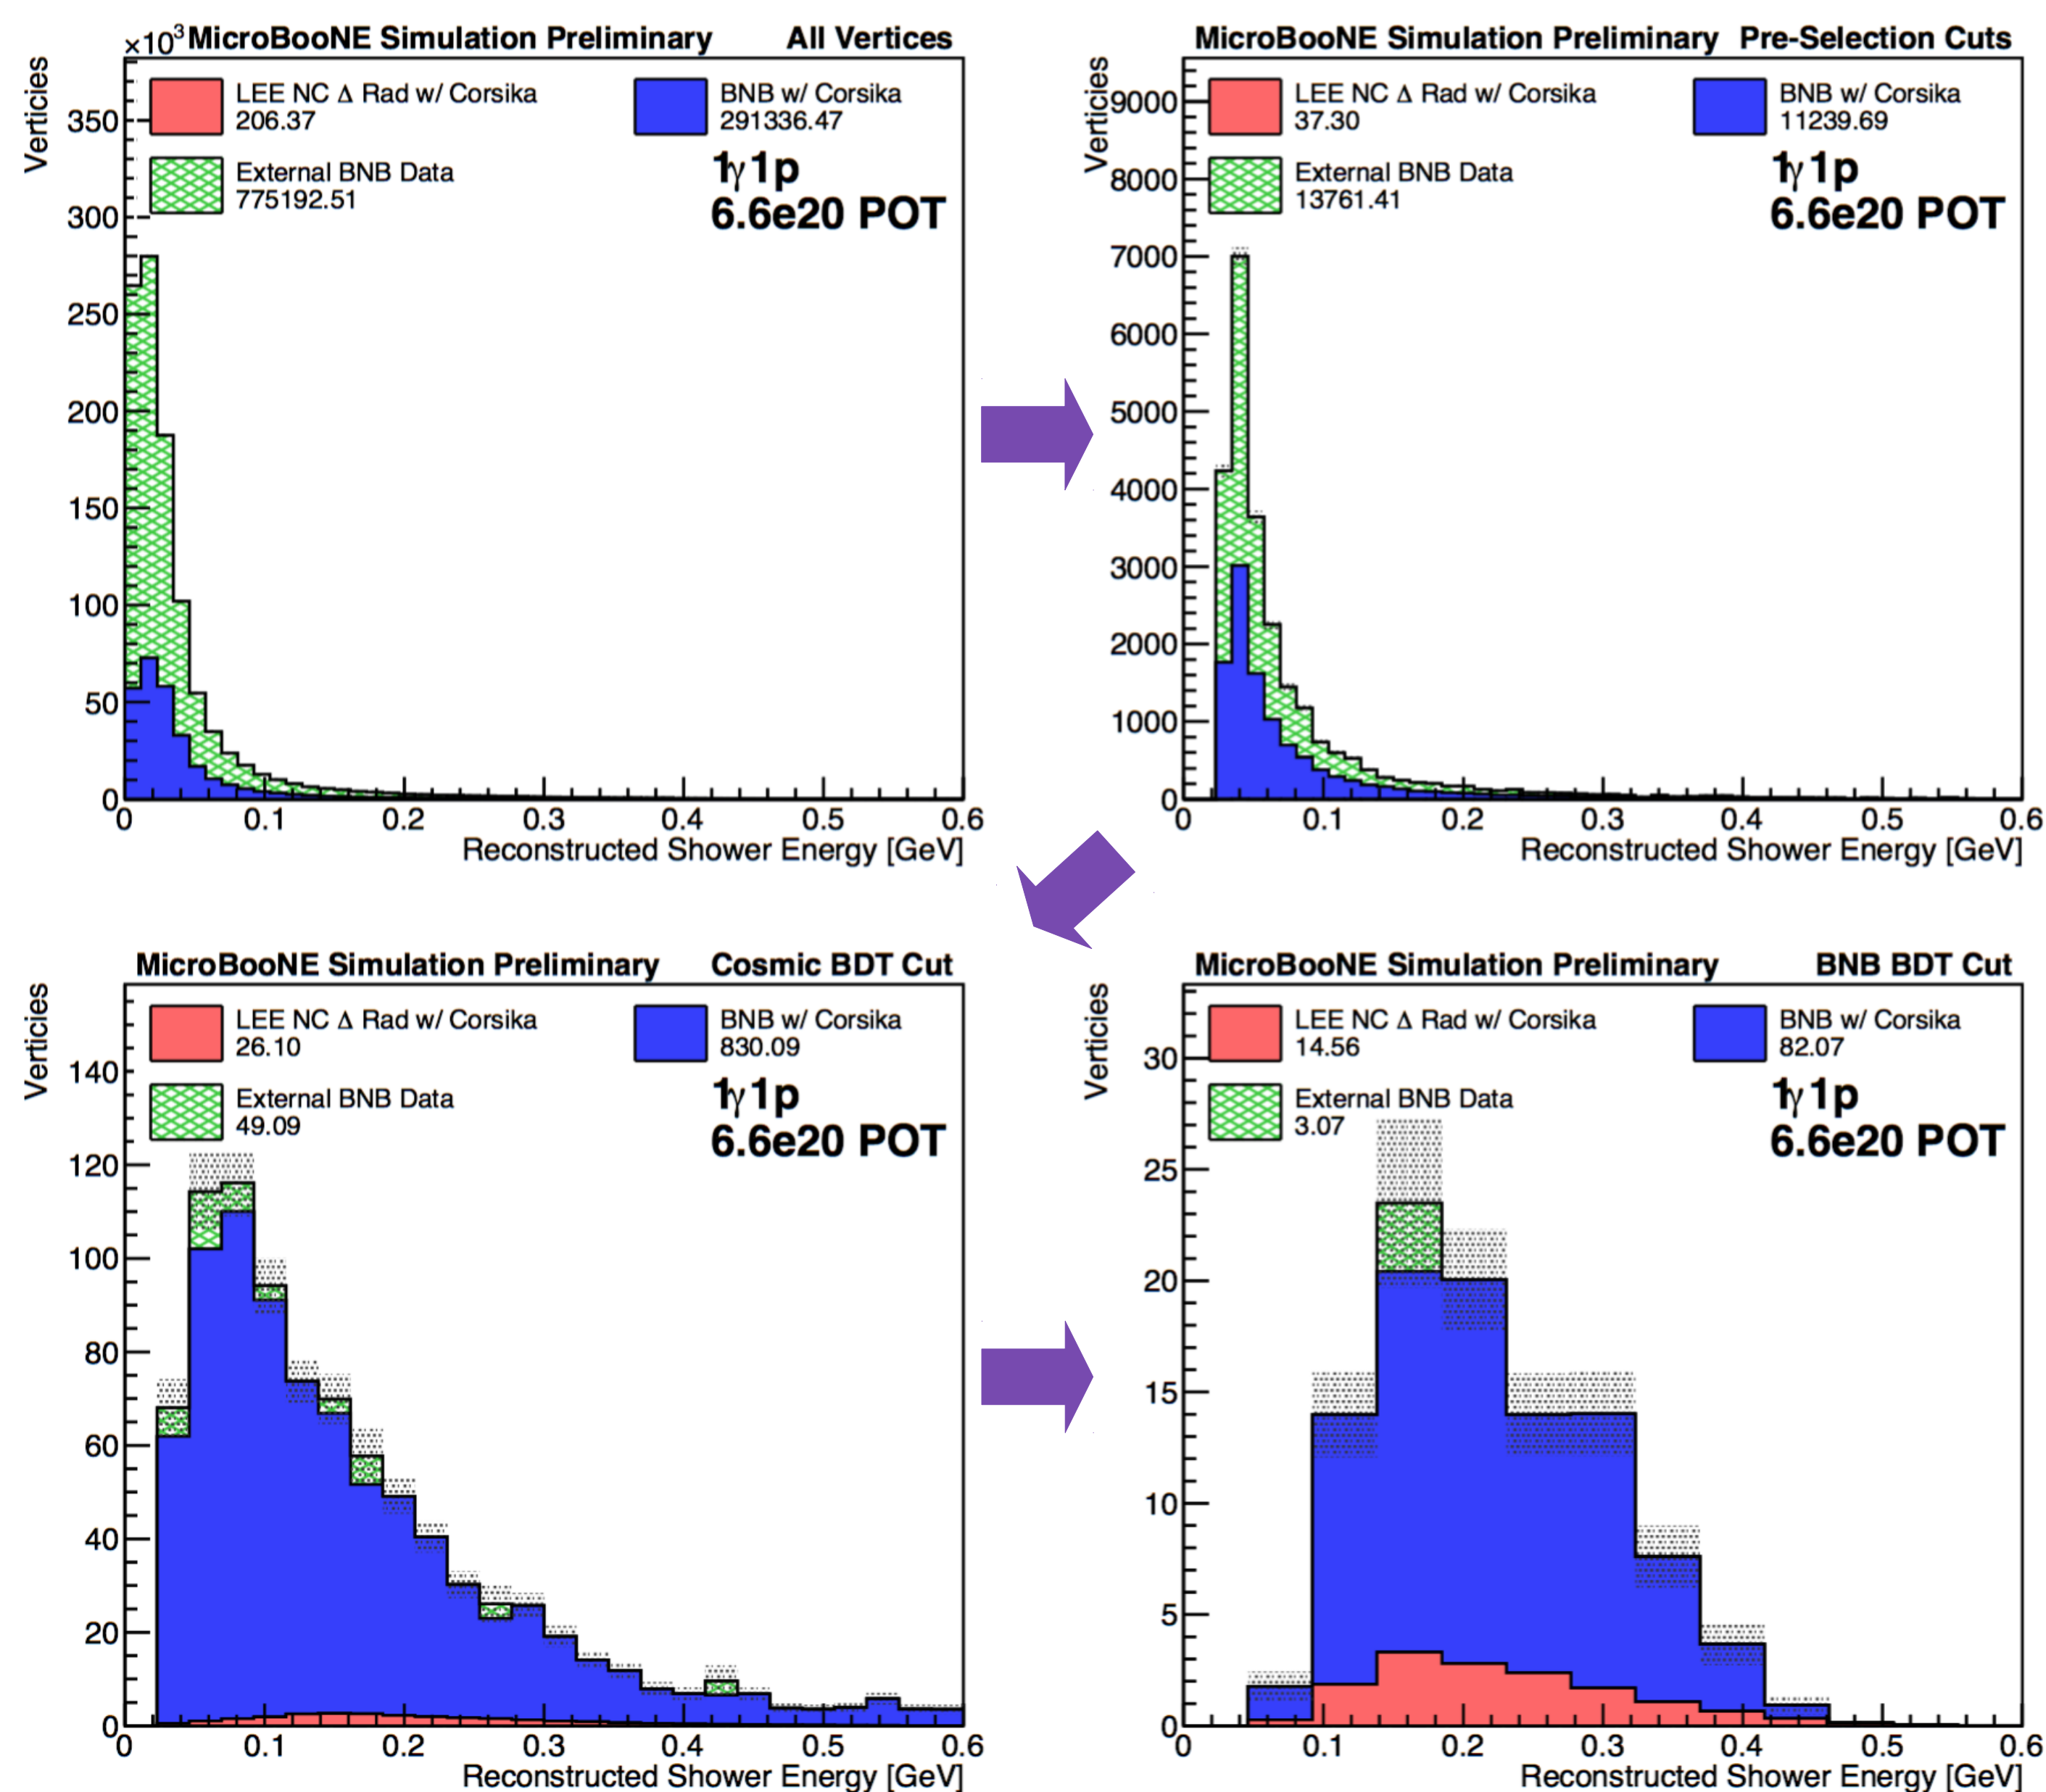 ×10³ MicroBooNE Simulation Preliminary All Vertices
Verticies
LEE NC Δ Rad w/ Corsika
206.37
BNB w/ Corsika
291336.47
External BNB Data
775192.51
1γ1p
6.6e20 POT
350
300
250
200
150
100
50
0
0 0.1 0.2 0.3 0.4 0.5 0.6
Reconstructed Shower Energy [GeV]
MicroBooNE Simulation Preliminary Pre-Selection Cuts
Verticies
LEE NC Δ Rad w/ Corsika
37.30
BNB w/ Corsika
11239.69
External BNB Data
13761.41
1γ1p
6.6e20 POT
9000
8000
7000
6000
5000
4000
3000
2000
1000
0
0 0.1 0.2 0.3 0.4 0.5 0.6
Reconstructed Shower Energy [GeV]
MicroBooNE Simulation Preliminary Cosmic BDT Cut
Verticies
LEE NC Δ Rad w/ Corsika
26.10
BNB w/ Corsika
830.09
External BNB Data
49.09
1γ1p
6.6e20 POT
140
120
100
80
60
40
20
0
0 0.1 0.2 0.3 0.4 0.5 0.6
Reconstructed Shower Energy [GeV]
MicroBooNE Simulation Preliminary BNB BDT Cut
Verticies
LEE NC Δ Rad w/ Corsika
14.56
BNB w/ Corsika
82.07
External BNB Data
3.07
1γ1p
6.6e20 POT
30
25
20
15
10
5
0
0 0.1 0.2 0.3 0.4 0.5 0.6
Reconstructed Shower Energy [GeV]